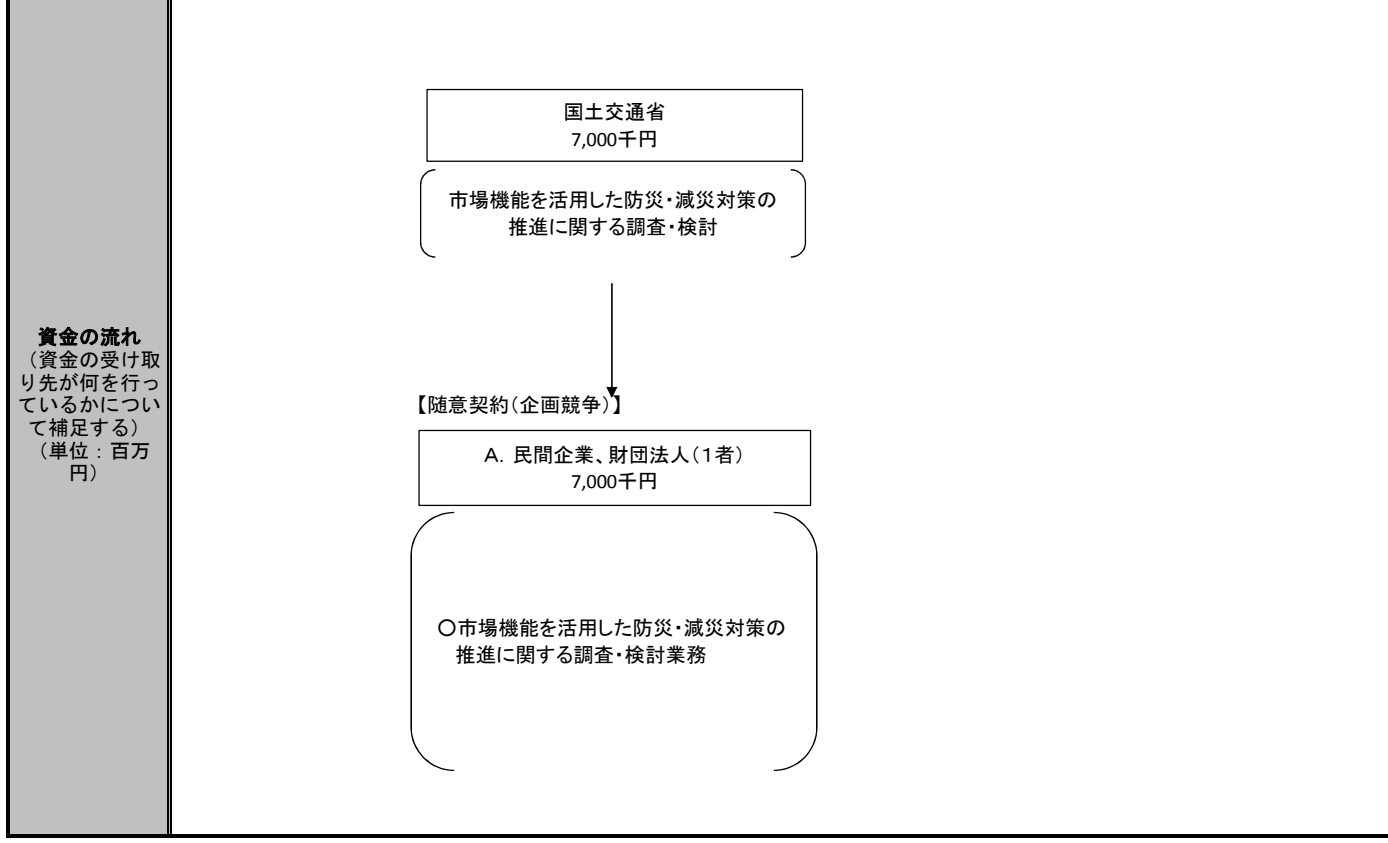 国土交通省
7,000千円
市場機能を活用した防災・減災対策の
推進に関する調査・検討
資金の流れ
（資金の受け取
り先が何を行っ
ているかについ
て補足する）
（単位：百万
円）
【随意契約（企画競争）】
A．民間企業、財団法人（１者）
7,000千円
○市場機能を活用した防災・減災対策の
推進に関する調査・検討業務